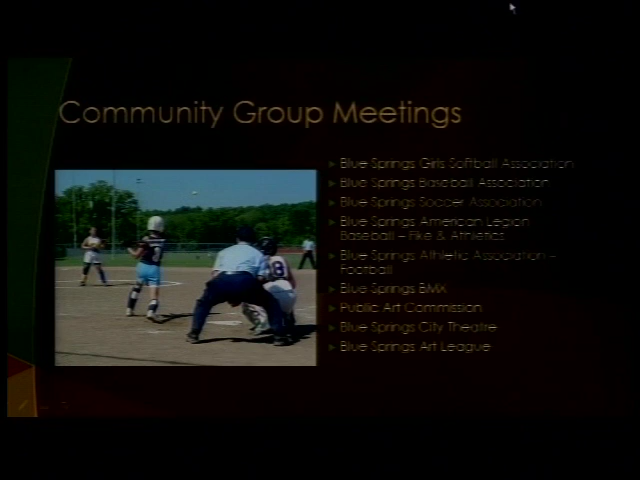 Community Group Meetings
Blue Springs Girls Softball Association
Blue Springs Baseball Association
Blue Springs Soccer Association
Blue Springs American Legion
Baseball – Fike & Athletics
Blue Springs Athletic Association –
Football
Blue Springs BMX
Public Art Commission
Blue Springs City Theatre
Blue Springs Art League
8